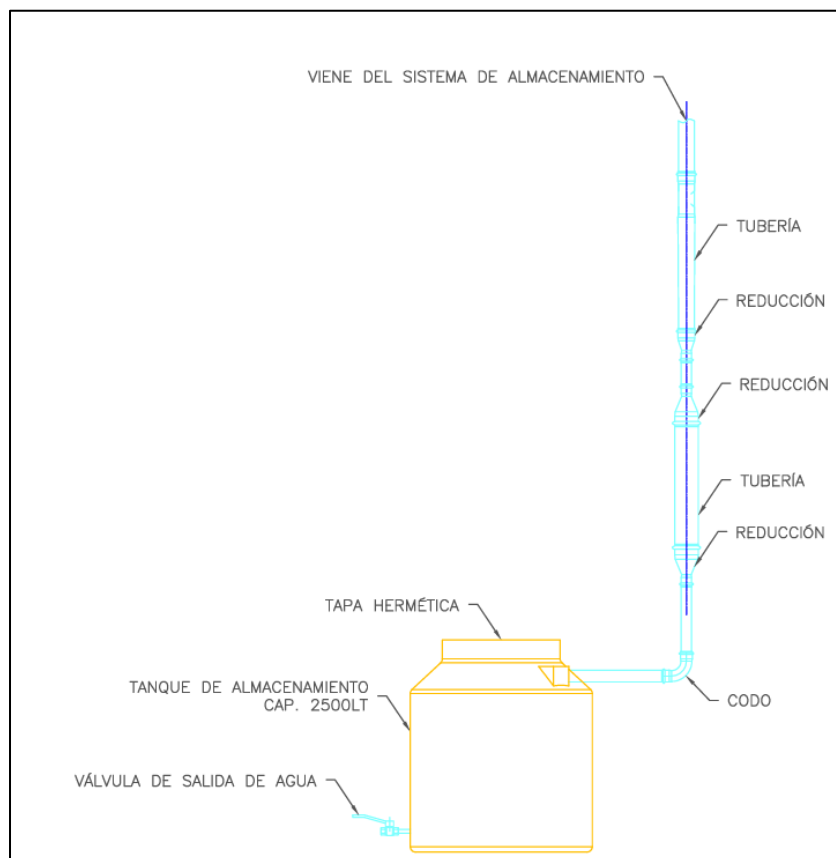 VIENE DEL SISTEMA DE ALMACENAMIENTO
TUBERÍA
REDUCCIÓN
REDUCCIÓN
TUBERÍA
REDUCCIÓN
TAPA HERMÉTICA
TANQUE DE ALMACENAMIENTO
CAP. 2500LT
CODO
VÁLVULA DE SALIDA DE AGUA